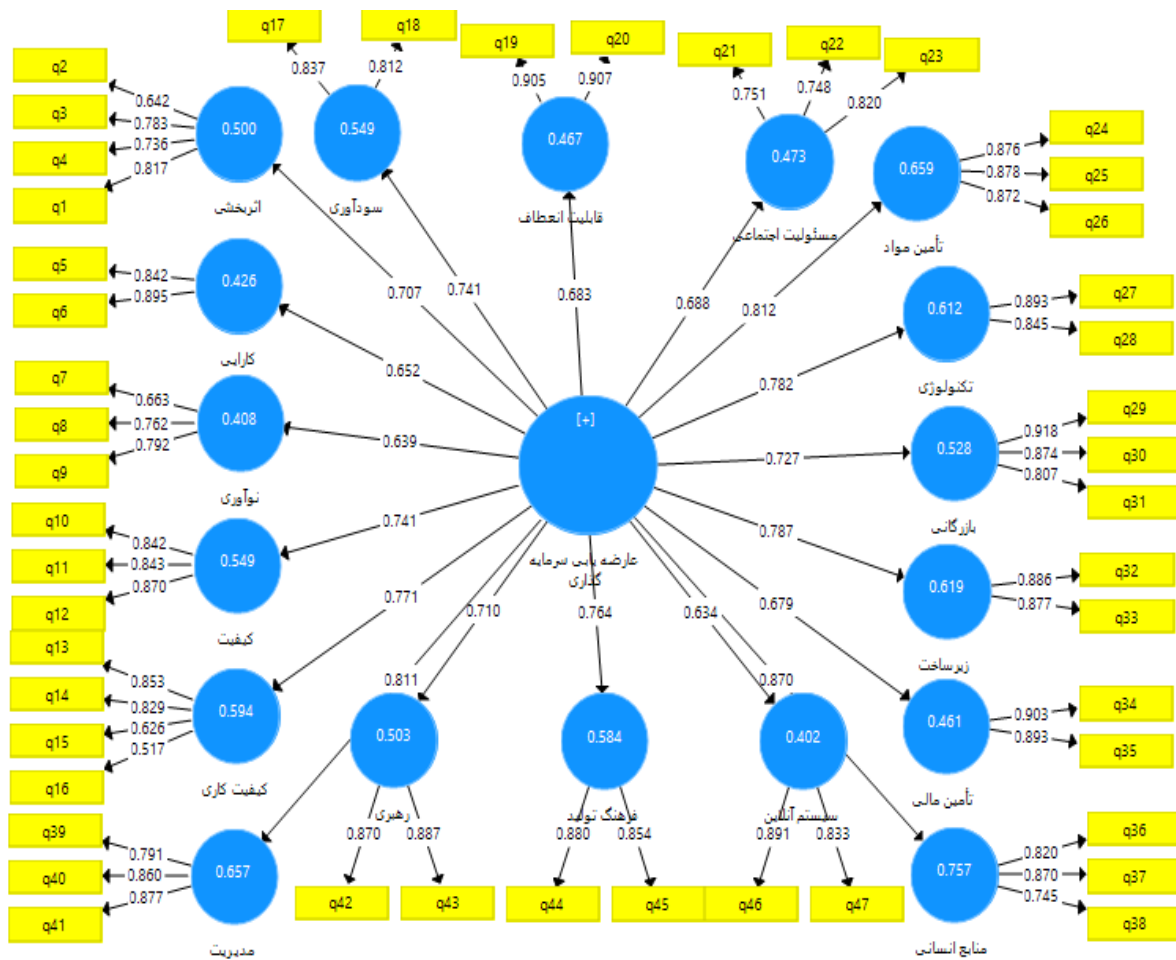 q17
q18
q19
q20
q21
q22
q23
q2
q3
q4
q1
0.642
0.783
0.736
0.817
0.500
اثربخشی
0.837
0.812
0.549
سودآوری
0.905
0.907
0.467
قابلیت انعطاف
0.751
0.748
0.820
0.473
مسئولیت اجتماعی
q24
q25
q26
0.876
0.878
0.872
0.659
تأمین مواد
q5
q6
0.842
0.895
0.426
کارایی
0.707
0.741
0.683
0.688
0.812
q27
q28
0.893
0.845
0.612
تکنولوژی
0.652
0.782
q7
q8
q9
0.663
0.762
0.792
0.408
نوآوری
0.639
[+]
عارضه یابی سرمایه
گذاری
0.727
0.528
بازرگانی
0.918
0.874
0.807
q29
q30
q31
q10
q11
q12
0.842
0.843
0.870
0.549
کیفیت
0.741
0.787
0.619
زیرساخت
0.886
0.877
q32
q33
q13
q14
q15
q16
0.853
0.829
0.626
0.517
0.594
کیفیت کاری
0.771
0.811
0.710
0.764
0.634
0.870
0.679
0.461
تأمین مالی
0.903
0.893
q34
q35
0.503
رهبری
0.870
0.887
q42
q43
0.584
فرهنگ تولید
0.880
0.854
q44
q45
0.402
سیستم آنلاین
0.891
0.833
q46
q47
q39
q40
q41
0.791
0.860
0.877
0.657
مدیریت
0.757
منابع انسانی
0.820
0.870
0.745
q36
q37
q38